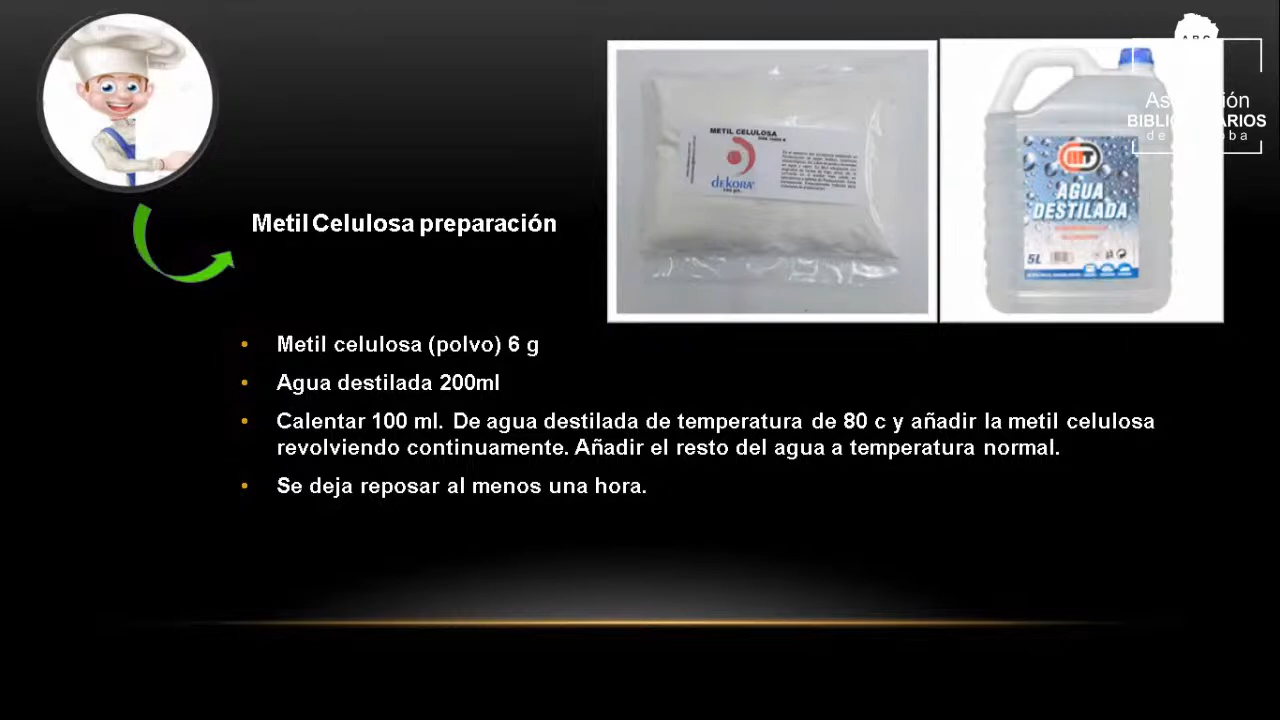 A B C
BIBLI
ARIOS
de
METIL CELULOSA
deKORA
AGUA
DESTILADA
5L
Metil Celulosa preparación
• Metil celulosa (polvo) 6 g
• Agua destilada 200ml
• Calentar 100 ml. De agua destilada de temperatura de 80 c y añadir la metil celulosa
revolviendo continuamente. Añadir el resto del agua a temperatura normal.
• Se deja reposar al menos una hora.